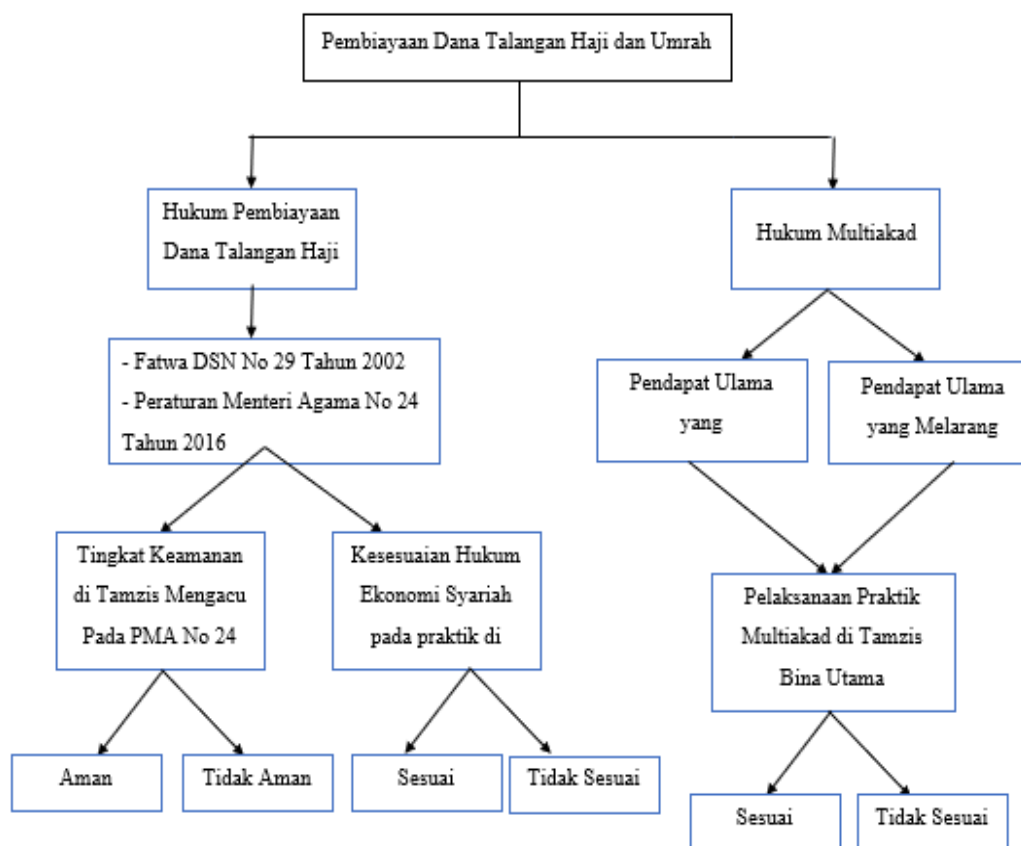 Pembiayaan Dana Talangan Haji dan Umrah
Hukum Pembiayaan
Dana Talangan Haji
Hukum Multiakad
- Fatwa DSN No 29 Tahun 2002
- Peraturan Menteri Agama No 24
Tahun 2016
Pendapat Ulama
yang
Pendapat Ulama
yang Melarang
Tingkat Keamanan
di Tamzis Mengacu
Pada PMA No 24
Kesesuaian Hukum
Ekonomi Syariah
pada praktik di
Pelaksanaan Praktik
Multiakad di Tamzis
Bina Utama
Aman
Tidak Aman
Sesuai
Tidak Sesuai
Sesuai
Tidak Sesuai